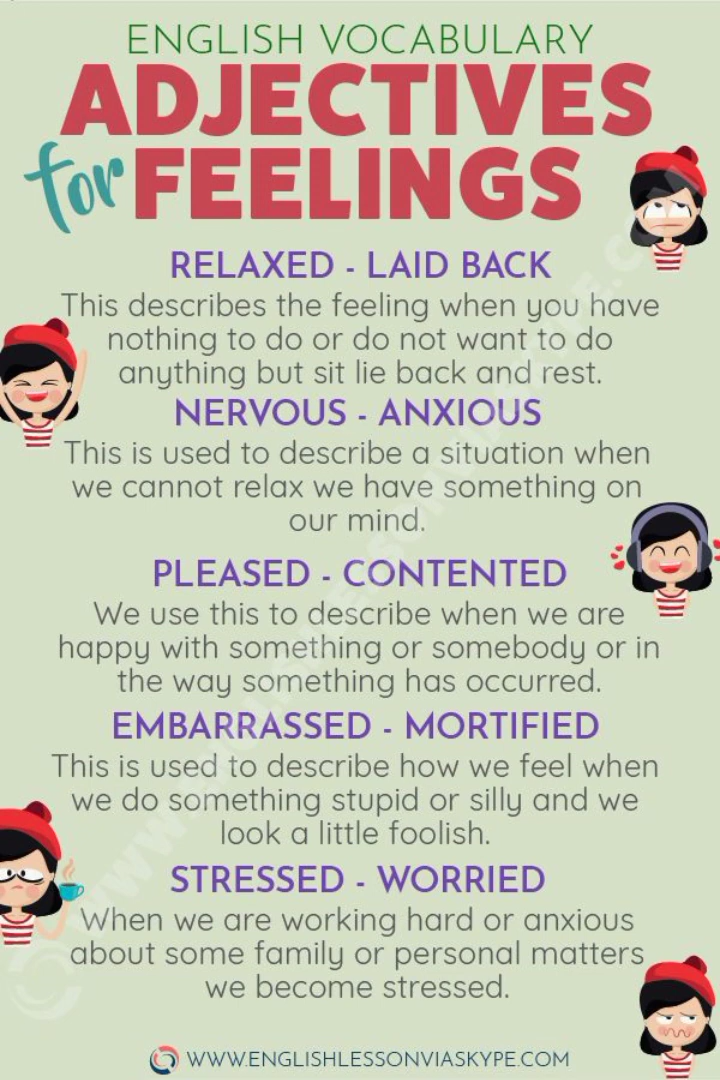 ENGLISH VOCABULARY
ADJECTIVES
for FEELINGS
RELAXED - LAID BACK
This describes the feeling when you have
nothing to do or do not want to do
anything but sit lie back and rest.
NERVOUS - ANXIOUS
This is used to describe a situation when
we cannot relax we have something on
our mind.
PLEASED - CONTENTED
We use this to describe when we are
happy with something or somebody or in
the way something has occurred.
EMBARRASSED - MORTIFIED
This is used to describe how we feel when
we do something stupid or silly and we
look a little foolish.
STRESSED - WORRIED
When we are working hard or anxious
about some family or personal matters
we become stressed.
WWW.ENGLISHLESSONVIASKYPE.COM
WWW.ENGLISHLESSONVIASKYPE.COM